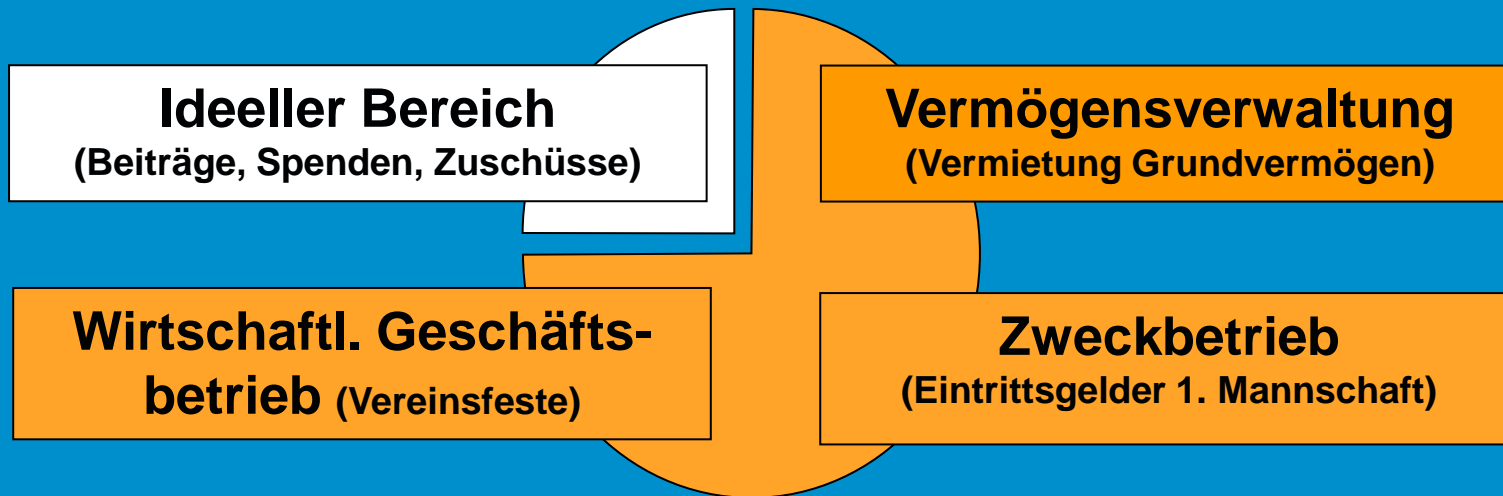 Ideeller Bereich
(Beiträge, Spenden, Zuschüsse)
Vermögensverwaltung
(Vermietung Grundvermögen)
Wirtschaftl. Geschäfts-
betrieb (Vereinsfeste)
Zweckbetrieb
(Eintrittsgelder 1. Mannschaft)